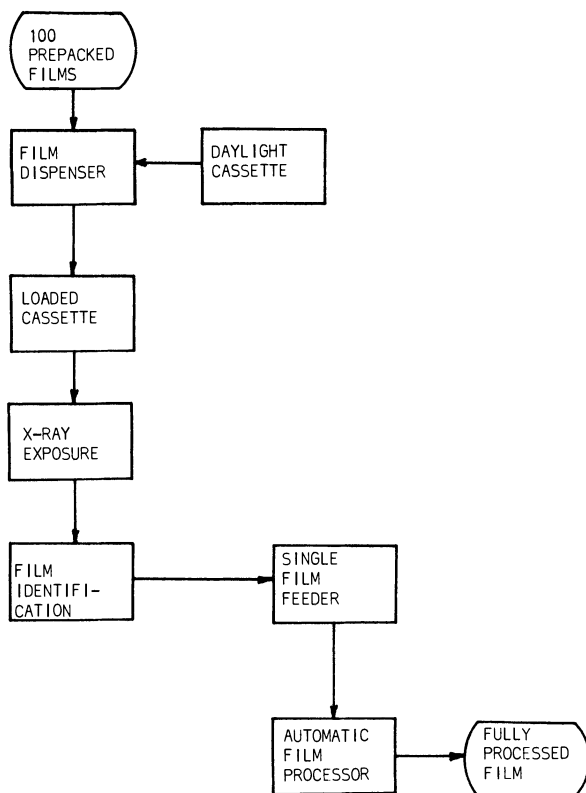 100
PREPACKED
FILMS
FILM
DISPENSER
DAYLIGHT
CASSETTE
LOADED
CASSETTE
X-RAY
EXPOSURE
FILM
IDENTIFI-
CATION
SINGLE
FILM
FEEDER
AUTOMATIC
FILM
PROCESSOR
FULLY
PROCESSED
FILM